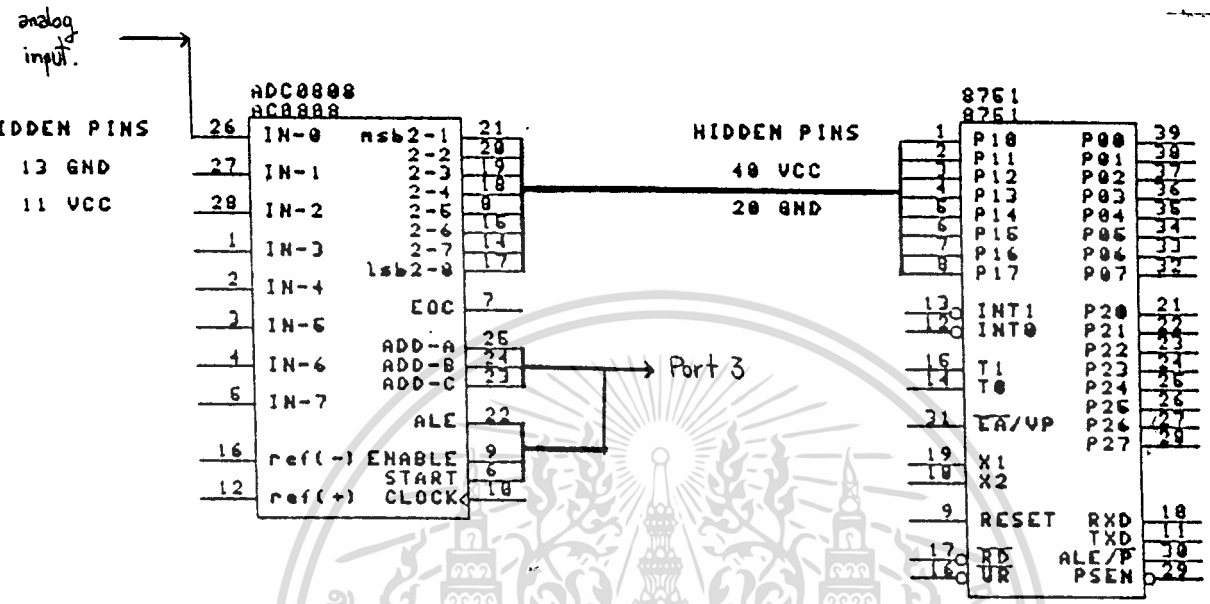 analog
input.
ADC0808
AC0808
IDDEN PINS
13 GND
11 VCC
26 IN-0 msb2-1 21
27 IN-1 2-2 20
28 IN-2 2-3 19
1 IN-3 2-4 18
2 IN-4 2-5 8
3 IN-5 2-6 15
4 IN-6 2-7 14
5 IN-7 lsb2-8 17
EOC 7
ADD-A 25
ADD-B 24
ADD-C 23
ALE 22
16 ref(-) ENABLE 9
START 6
12 ref(+) CLOCK 10
Port 3
HIDDEN PINS
40 VCC
20 GND
8751
8751
1 P10 P00 39
2 P11 P01 38
3 P12 P02 37
4 P13 P03 36
5 P14 P04 35
6 P15 P05 34
7 P16 P06 33
8 P17 P07 32
13 INT1 P20 21
12 INT0 P21 22
P22 23
15 T1 P23 24
14 T0 P24 25
P25 26
31 EA/VP P26 27
P27 28
19 X1
18 X2
9 RESET RXD 10
TXD 11
17 RD ALE/P 30
16 WR PSEN 29